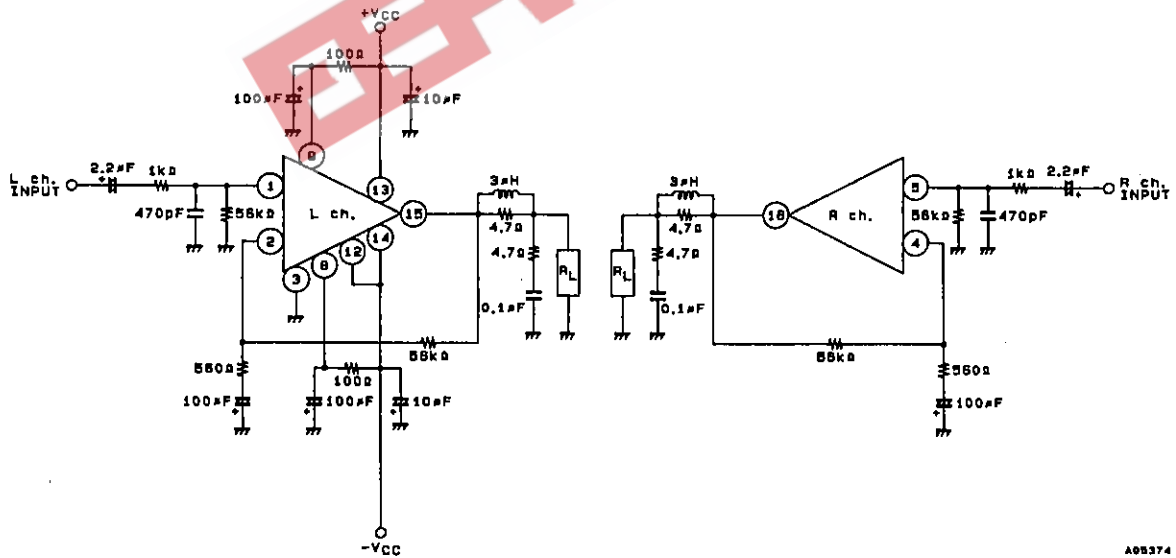 +VCC
100Ω
100μF
+
+
10μF
L ch.
INPUT
2.2μF
+
1kΩ
470pF
56kΩ
1
2
3
8
12
14
13
15
L ch.
3μH
4.7Ω
4.7Ω
0.1μF
RL
56kΩ
560Ω
100μF
+
100μF
+
100Ω
10μF
+
-VCC
RL
3μH
4.7Ω
4.7Ω
0.1μF
16
R ch.
5
4
56kΩ
470pF
1kΩ
2.2μF
+
R ch.
INPUT
56kΩ
560Ω
100μF
+
A05374